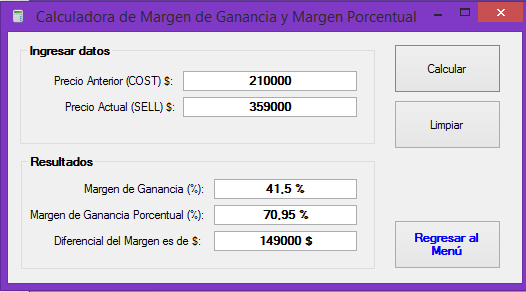 Calculadora de Margen de Ganancia y Margen Porcentual
Ingresar datos
Precio Anterior (COST) $: 210000
Precio Actual (SELL) $: 359000
Calcular
Limpiar
Resultados
Margen de Ganancia (%): 41,5 %
Margen de Ganancia Porcentual (%): 70,95 %
Diferencial del Margen es de $: 149000 $
Regresar al
Menú